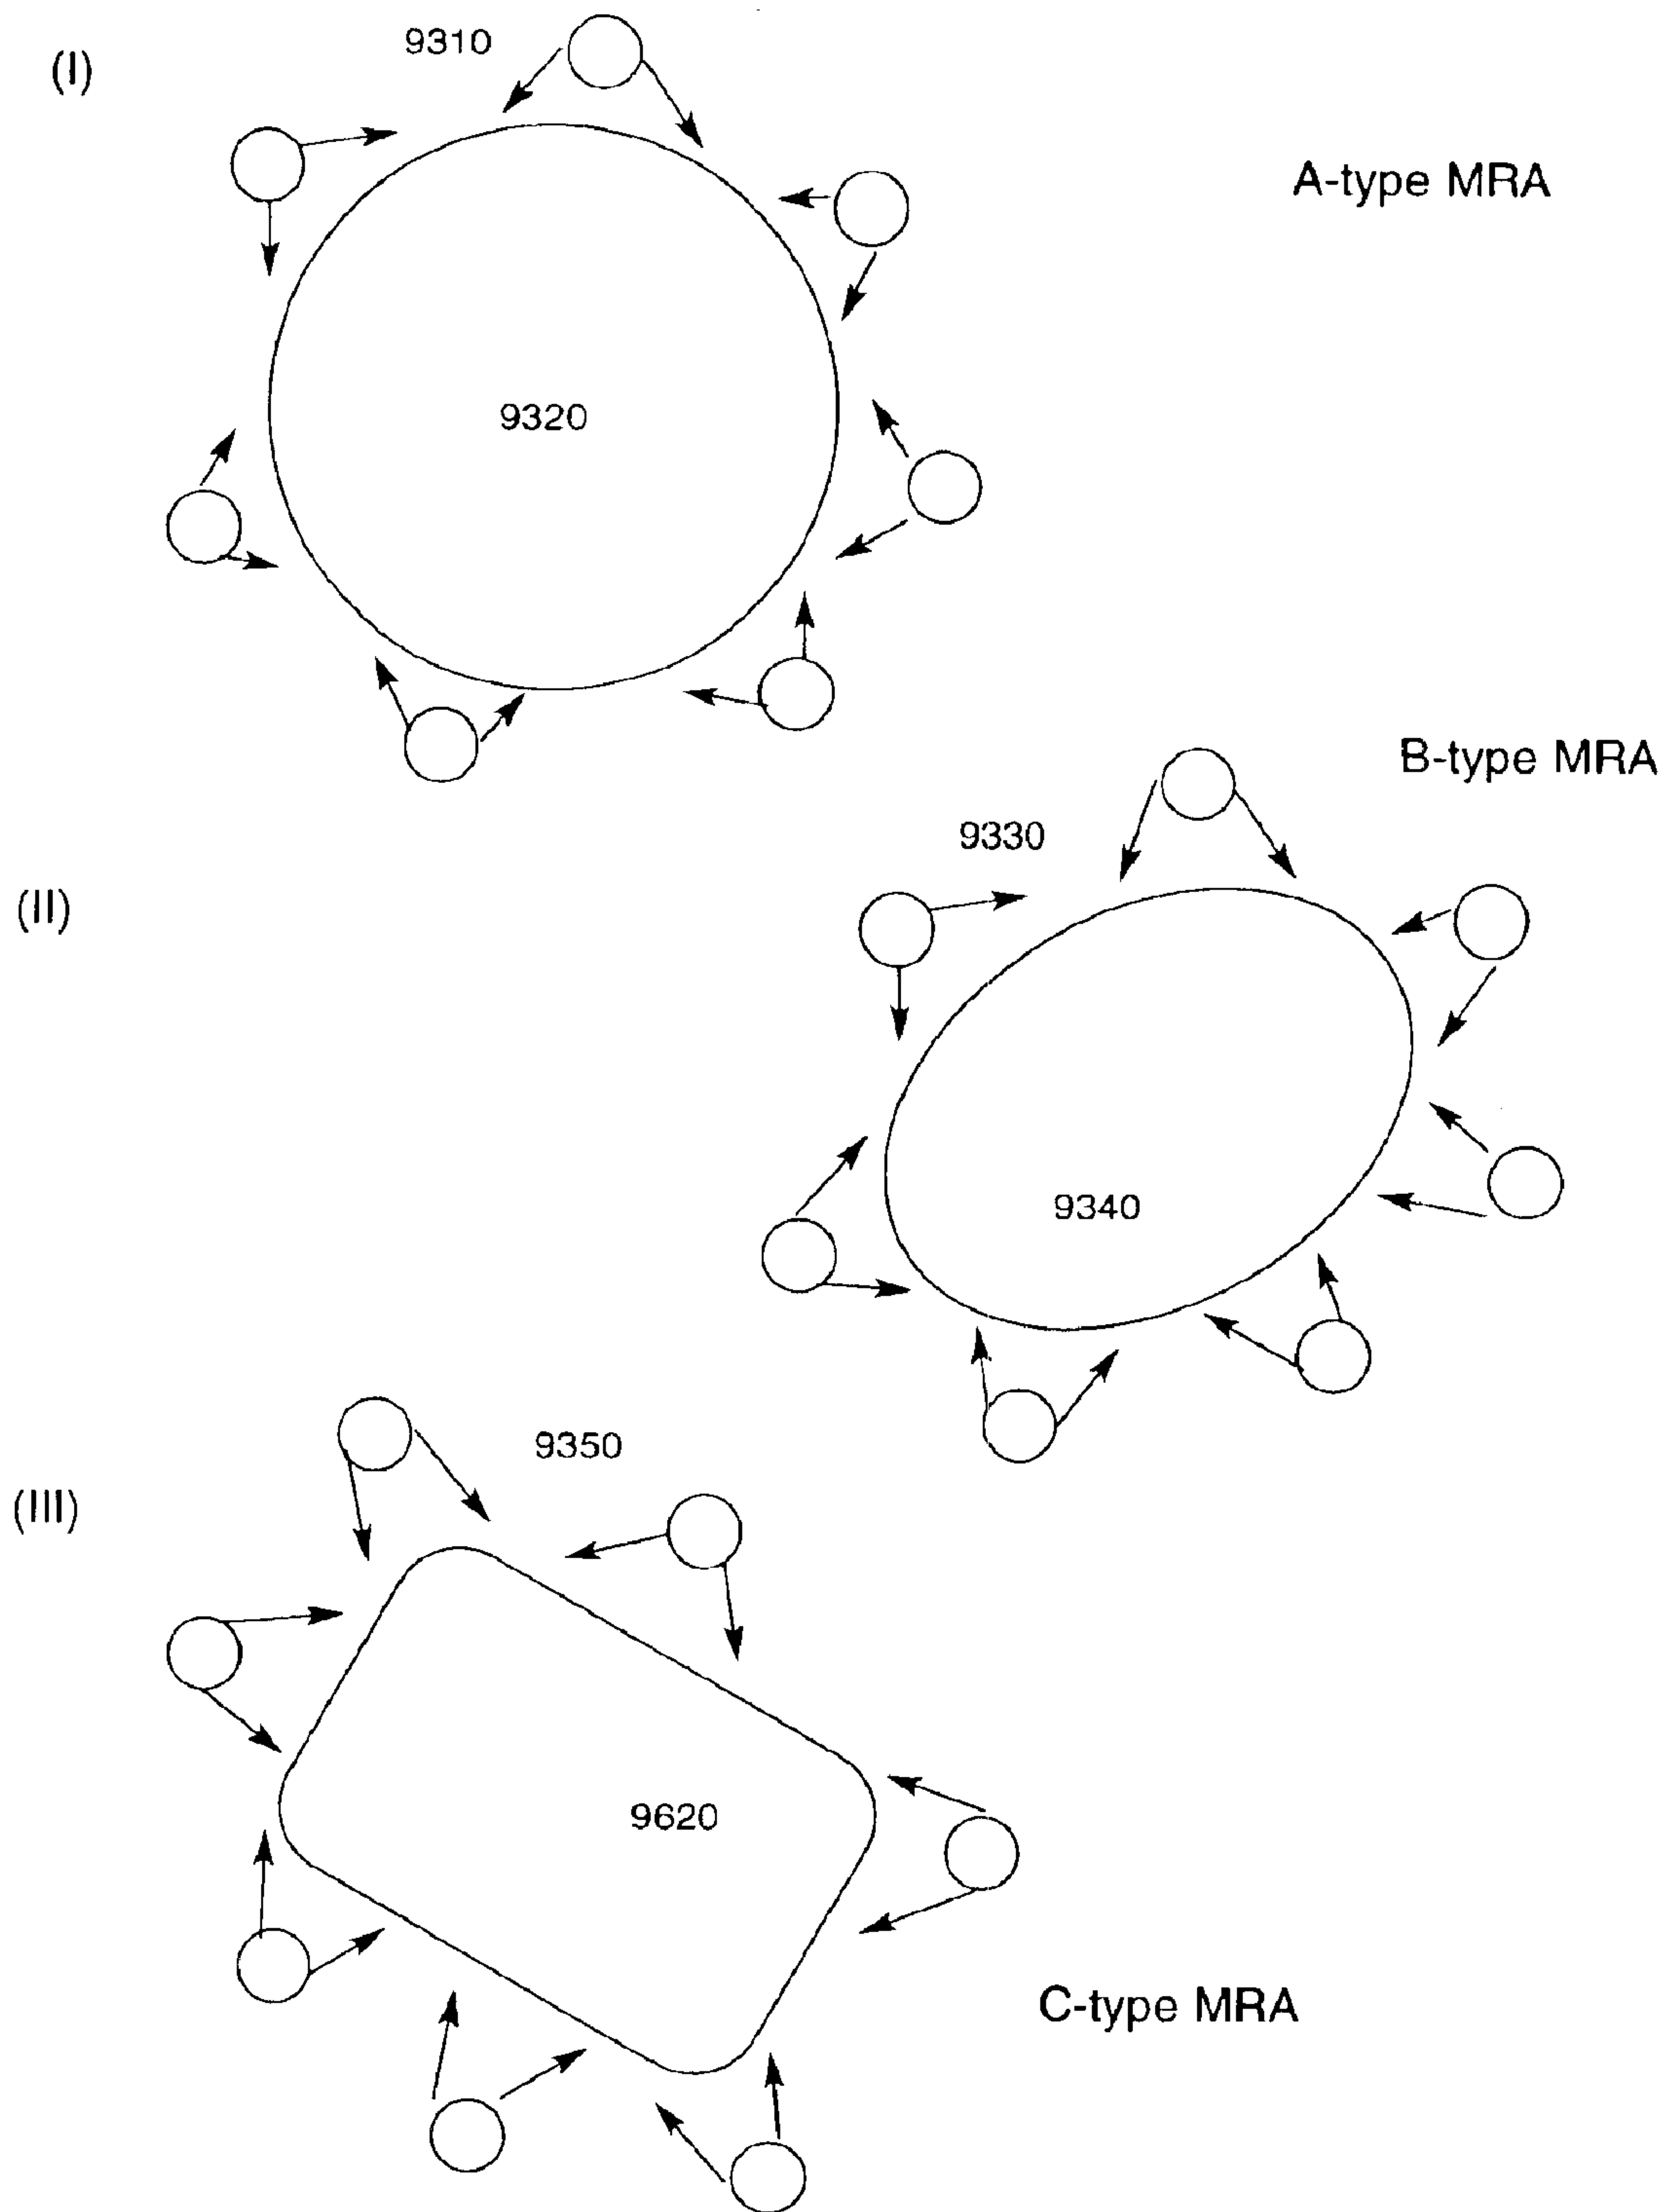 9310
(I)
A-type MRA
9320
B-type MRA
9330
(II)
9340
9350
(III)
9620
C-type MRA